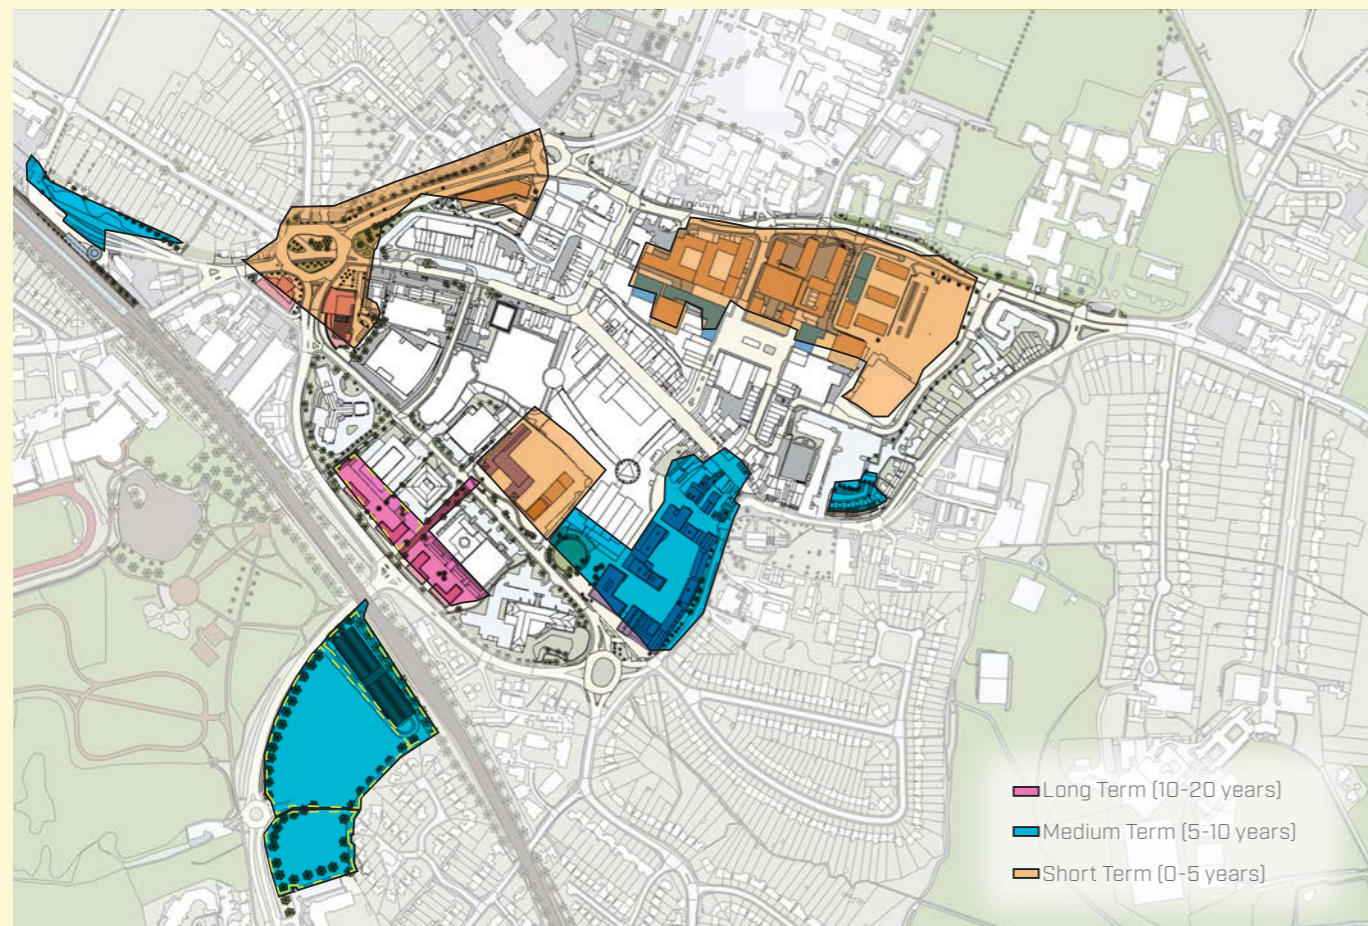 Long Term (10-20 years)
Medium Term (5-10 years)
Short Term (0-5 years)